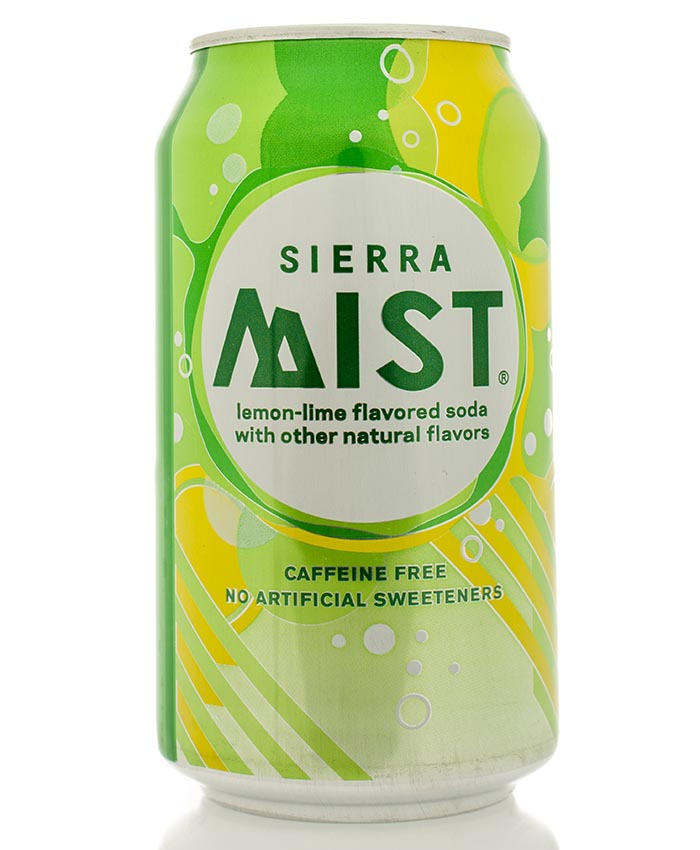 SIERRA
MIST®
lemon-lime flavored soda
with other natural flavors
CAFFEINE FREE
NO ARTIFICIAL SWEETENERS